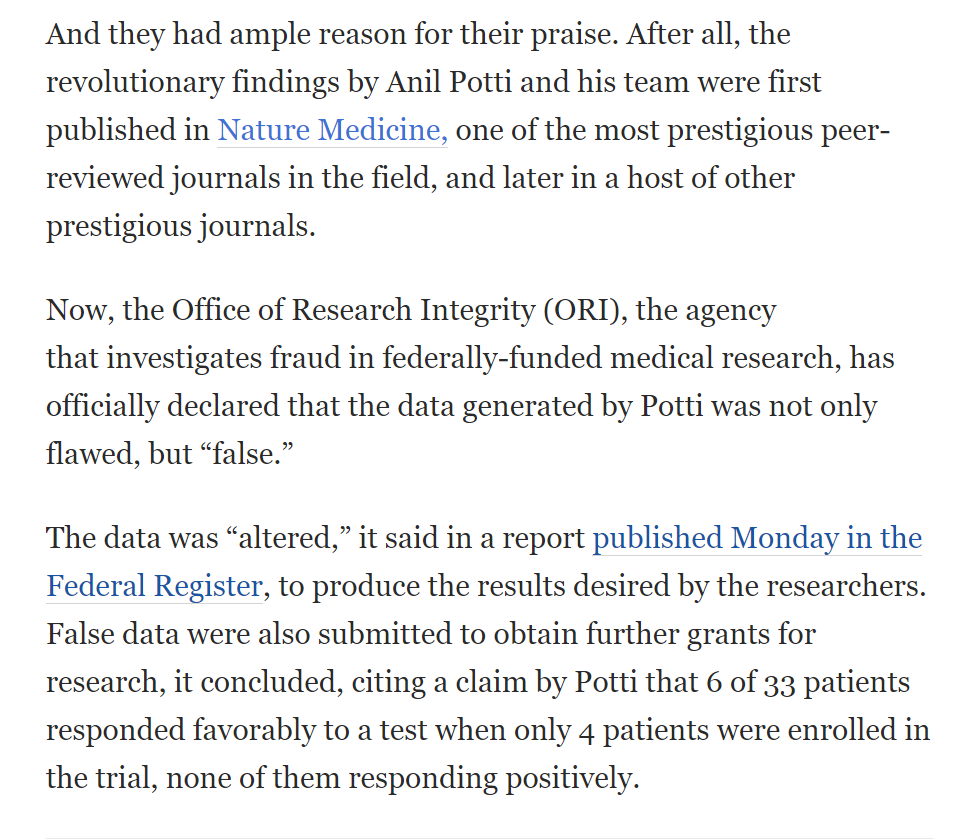 And they had ample reason for their praise. After all, the
revolutionary findings by Anil Potti and his team were first
published in Nature Medicine, one of the most prestigious peer-
reviewed journals in the field, and later in a host of other
prestigious journals.
Now, the Office of Research Integrity (ORI), the agency
that investigates fraud in federally-funded medical research, has
officially declared that the data generated by Potti was not only
flawed, but “false.”
The data was “altered,” it said in a report published Monday in the
Federal Register, to produce the results desired by the researchers.
False data were also submitted to obtain further grants for
research, it concluded, citing a claim by Potti that 6 of 33 patients
responded favorably to a test when only 4 patients were enrolled in
the trial, none of them responding positively.